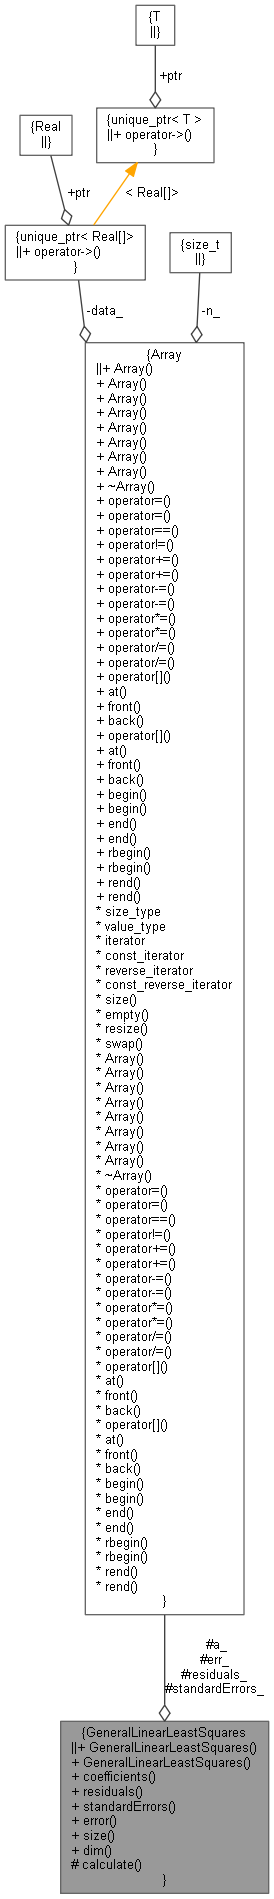 {T
||}
+ptr
{unique_ptr< T >
||+ operator->()
}
{Real
||}
+ptr
< Real[]>
{unique_ptr< Real[]>
||+ operator->()
}
{size_t
||}
-data_
-n_
{Array
||+ Array()
+ Array()
+ Array()
+ Array()
+ Array()
+ Array()
+ Array()
+ Array()
+ ~Array()
+ operator=()
+ operator=()
+ operator==()
+ operator!=()
+ operator+=()
+ operator+=()
+ operator-=()
+ operator-=()
+ operator*=()
+ operator*=()
+ operator/=()
+ operator/=()
+ operator[]()
+ at()
+ front()
+ back()
+ operator[]()
+ at()
+ front()
+ back()
+ begin()
+ begin()
+ end()
+ end()
+ rbegin()
+ rbegin()
+ rend()
+ rend()
* size_type
* value_type
* iterator
* const_iterator
* reverse_iterator
* const_reverse_iterator
* size()
* empty()
* resize()
* swap()
* Array()
* Array()
* Array()
* Array()
* Array()
* Array()
* Array()
* Array()
* ~Array()
* operator=()
* operator=()
* operator==()
* operator!=()
* operator+=()
* operator+=()
* operator-=()
* operator-=()
* operator*=()
* operator*=()
* operator/=()
* operator/=()
* operator[]()
* at()
* front()
* back()
* operator[]()
* at()
* front()
* back()
* begin()
* begin()
* end()
* end()
* rbegin()
* rbegin()
* rend()
* rend()
}
#a_
#err_
#residuals_
#standardErrors_
{GeneralLinearLeastSquares
||+ GeneralLinearLeastSquares()
+ GeneralLinearLeastSquares()
+ coefficients()
+ residuals()
+ standardErrors()
+ error()
+ size()
+ dim()
# calculate()
}